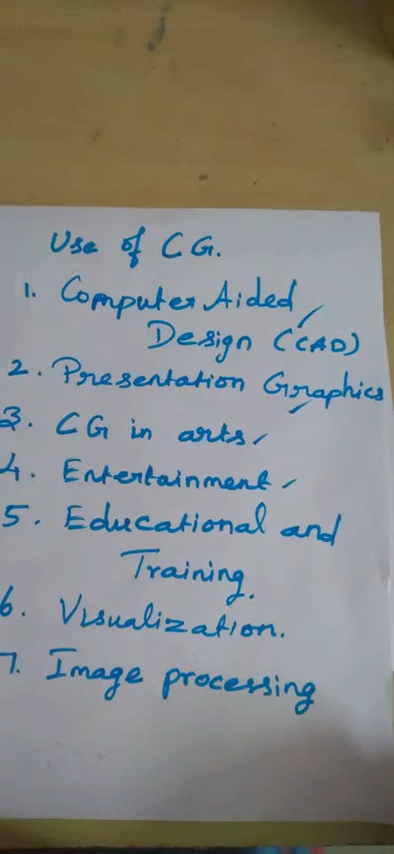 Use of CG.
1. Computer Aided
Design (CAD)
2. Presentation Graphics
3. CG in arts
4. Entertainment
5. Educational and
Training.
6. Visualization.
7. Image processing